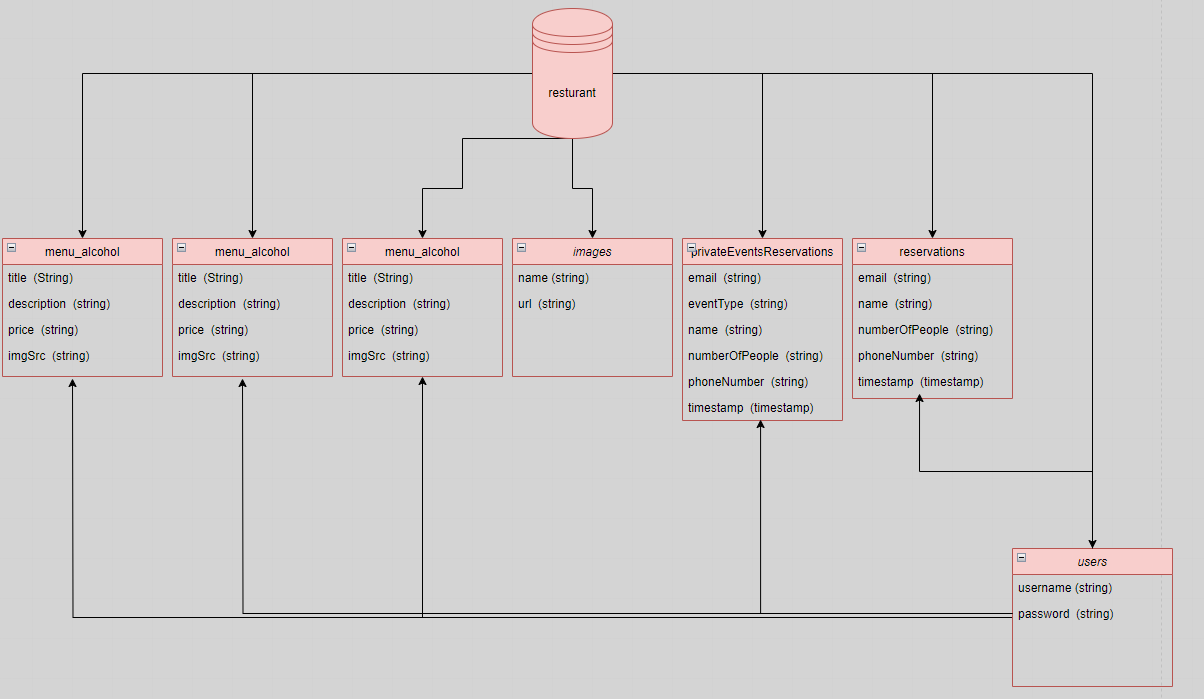 resturant
menu_alcohol
title (String)
description (string)
price (string)
imgSrc (string)
menu_alcohol
title (String)
description (string)
price (string)
imgSrc (string)
menu_alcohol
title (String)
description (string)
price (string)
imgSrc (string)
images
name (string)
url (string)
privateEventsReservations
email (string)
eventType (string)
name (string)
numberOfPeople (string)
phoneNumber (string)
timestamp (timestamp)
reservations
email (string)
name (string)
numberOfPeople (string)
phoneNumber (string)
timestamp (timestamp)
users
username (string)
password (string)